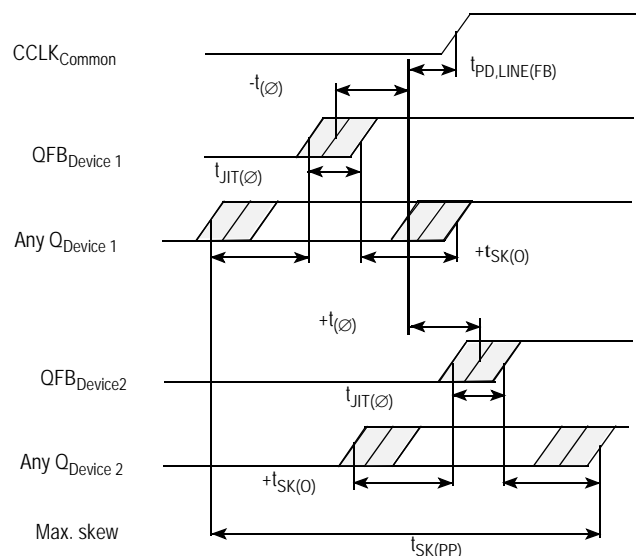 CCLKCommon
tPD,LINE(FB)
-t(∅)
QFBDevice 1
tJIT(∅)
Any QDevice 1
+tSK(O)
+t(∅)
QFBDevice2
tJIT(∅)
Any QDevice 2
+tSK(O)
Max. skew
tSK(PP)